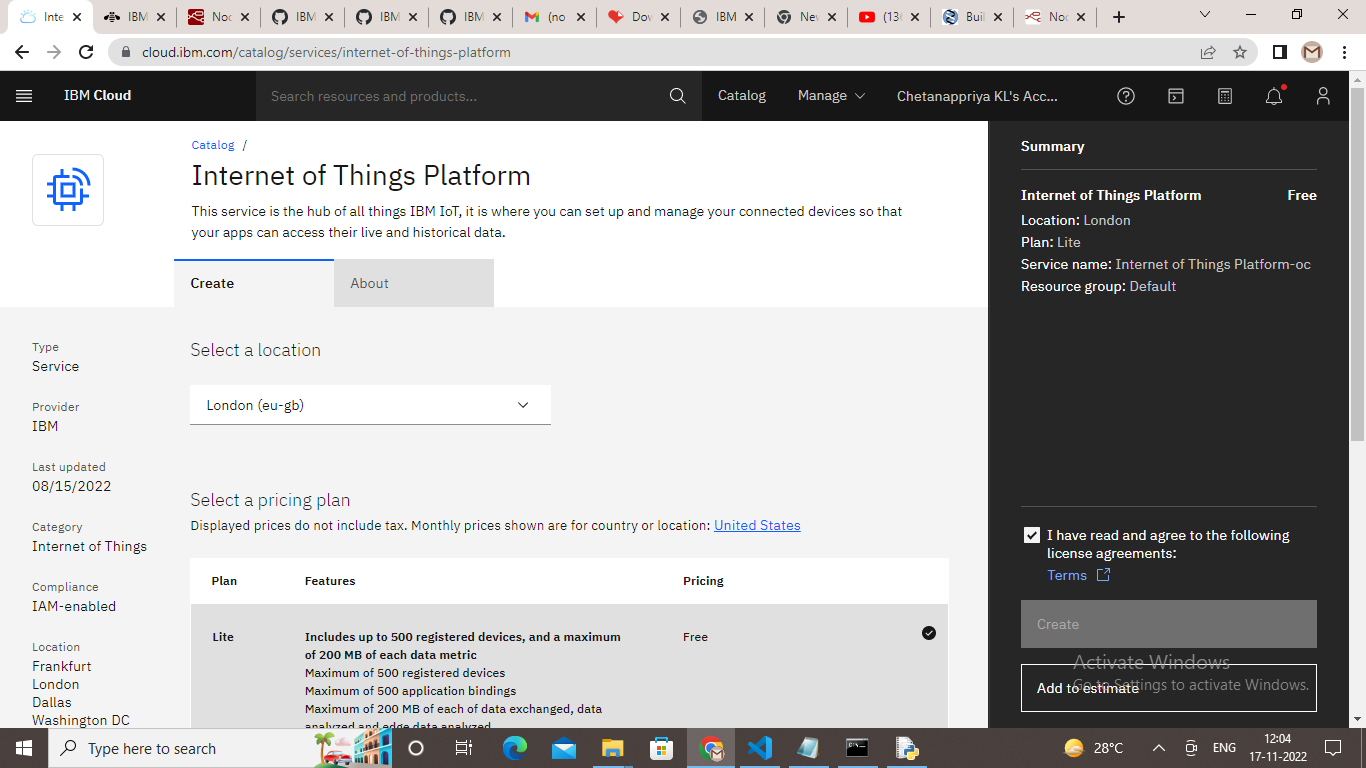 Inte
IBM
Noc
IBM
IBM
IBM
(no
Dov
IBM
Nev
(13
Buil
Noc
cloud.ibm.com/catalog/services/internet-of-things-platform
IBM Cloud
Search resources and products...
Catalog
Manage
Chetanappriya KL's Acc...
Catalog /
Internet of Things Platform
This service is the hub of all things IBM IoT, it is where you can set up and manage your connected devices so that
your apps can access their live and historical data.
Create
About
Type
Service
Provider
IBM
Last updated
08/15/2022
Category
Internet of Things
Compliance
IAM-enabled
Location
Frankfurt
London
Dallas
Washington DC
Select a location
London (eu-gb)
Select a pricing plan
Displayed prices do not include tax. Monthly prices shown are for country or location: United States
Plan Features Pricing
Lite
Includes up to 500 registered devices, and a maximum
of 200 MB of each data metric
Maximum of 500 registered devices
Maximum of 500 application bindings
Maximum of 200 MB of each of data exchanged, data
analyzed and edge data analyzed
Free
Summary
Internet of Things Platform Free
Location: London
Plan: Lite
Service name: Internet of Things Platform-oc
Resource group: Default
I have read and agree to the following
license agreements:
Terms
Create
Add to estimate
Activate Windows
Go to Settings to activate Windows.
Type here to search
28°C
ENG
12:04
17-11-2022